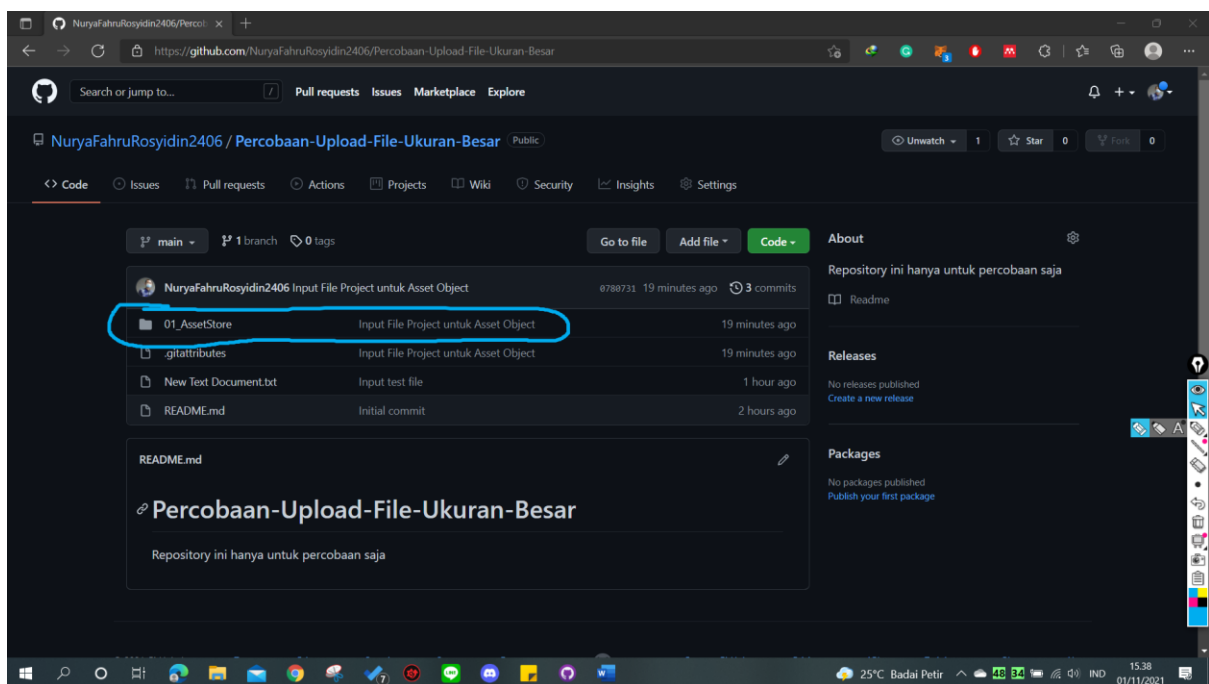 NuryaFahruRosyidin2406/Percob
https://github.com/NuryaFahruRosyidin2406/Percobaan-Upload-File-Ukuran-Besar
3
Search or jump to... / Pull requests Issues Marketplace Explore
NuryaFahruRosyidin2406 / Percobaan-Upload-File-Ukuran-Besar Public
Unwatch 1 Star 0 Fork 0
<> Code Issues Pull requests Actions Projects Wiki Security Insights Settings
main 1 branch 0 tags Go to file Add file Code
NuryaFahruRosyidin2406 Input File Project untuk Asset Object 0780731 19 minutes ago 3 commits
01_AssetStore Input File Project untuk Asset Object 19 minutes ago
.gitattributes Input File Project untuk Asset Object 19 minutes ago
New Text Document.txt Input test file 1 hour ago
README.md Initial commit 2 hours ago
About
Repository ini hanya untuk percobaan saja
Readme
Releases
No releases published
Create a new release
Packages
No packages published
Publish your first package
README.md
Percobaan-Upload-File-Ukuran-Besar
Repository ini hanya untuk percobaan saja
A
7
25°C Badai Petir 48 34 IND 15.38
01/11/2021